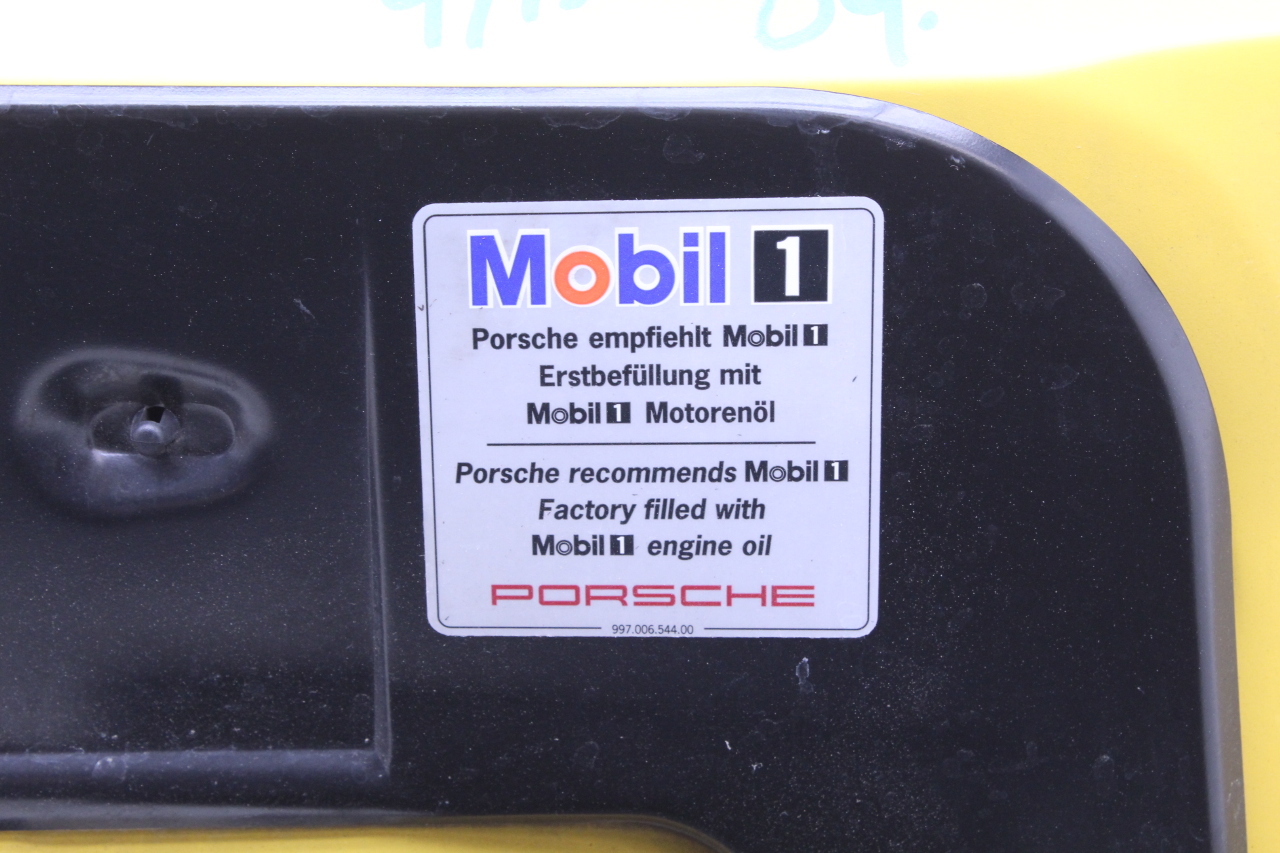 Mobil 1
Porsche empfiehlt Mobil 1
Erstbefüllung mit
Mobil 1 Motorenöl
Porsche recommends Mobil 1
Factory filled with
Mobil 1 engine oil
PORSCHE
997.006.544.00